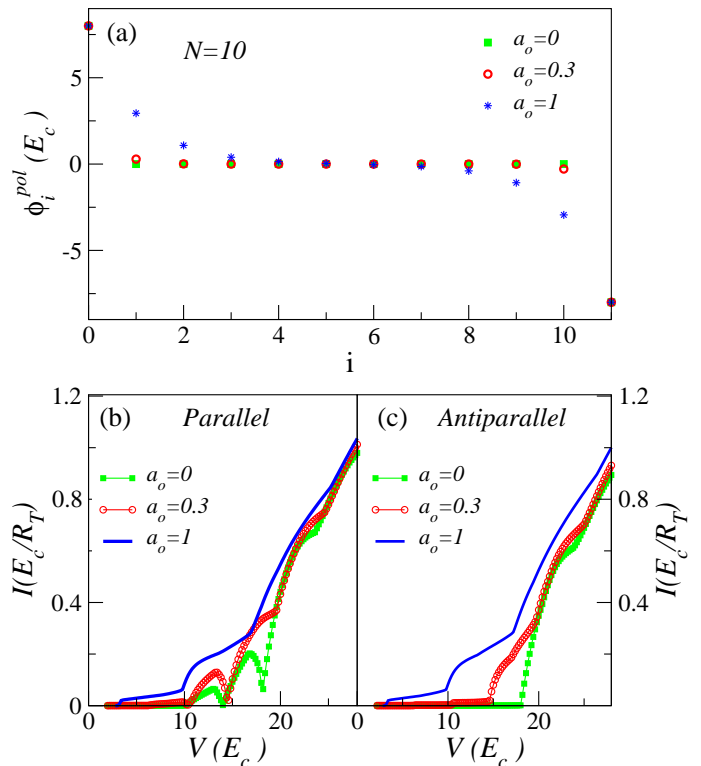 (a)
N=10
a_o=0
a_o=0.3
a_o=1
5
0
-5
ϕ_i^pol (E_c)
0 2 4 6 8 10
i
(b) Parallel
a_o=0
a_o=0.3
a_o=1
1.2
0.8
0.4
0
I(E_c/R_T)
0 10 20
V (E_c)
(c) Antiparallel
a_o=0
a_o=0.3
a_o=1
1.2
0.8
0.4
0
I(E_c/R_T)
0 10 20
V (E_c)